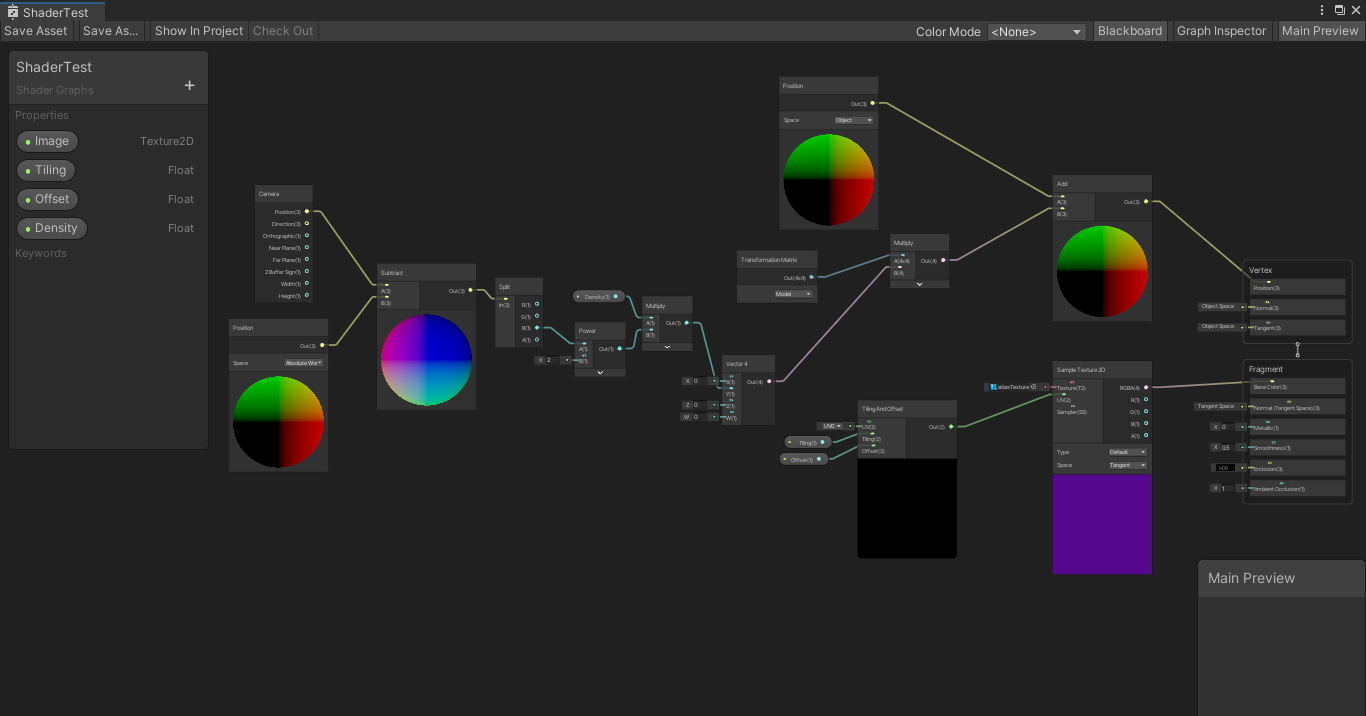 ShaderTest
Save Asset Save As... Show In Project Check Out Color Mode <None> Blackboard Graph Inspector Main Preview
ShaderTest
Shader Graphs
Properties
Image Texture2D
Tiling Float
Offset Float
Density Float
Keywords
Camera
Position(3)
Direction(3)
Orthographic(1)
Near Plane(1)
Far Plane(1)
Z Buffer Sign(1)
Width(1)
Height(1)
Position
Out(3)
Space Absolute Wor
Subtract
A(3) Out(3)
B(3)
Split
In(3) R(1)
G(1)
B(1)
A(1)
Density(1)
Power
A(1) Out(1)
X 2 B(1)
Multiply
A(1) Out(1)
B(1)
Vector 4
X 0 X(1) Out(4)
Y(1)
Z 0 Z(1)
W 0 W(1)
Transformation Matrix
Out(4x4)
Model
Multiply
A(4x4) Out(4)
B(4)
Position
Out(3)
Space Object
Add
A(3) Out(3)
B(3)
Tiling And Offset
UV0 UV(2) Out(2)
Tiling(1) Tiling(2)
Offset(1) Offset(2)
Sample Texture 2D
atlasTexture Texture(T2) RGBA(4)
UV(2) R(1)
Sampler(SS) G(1)
B(1)
A(1)
Type Default
Space Tangent
Vertex
Position(3)
Object Space Normal(3)
Object Space Tangent(3)
Fragment
Base Color(3)
Tangent Space Normal (Tangent Space)(3)
X 0 Metallic(1)
X 0.5 Smoothness(1)
HDR Emission(3)
X 1 Ambient Occlusion(1)
Main Preview